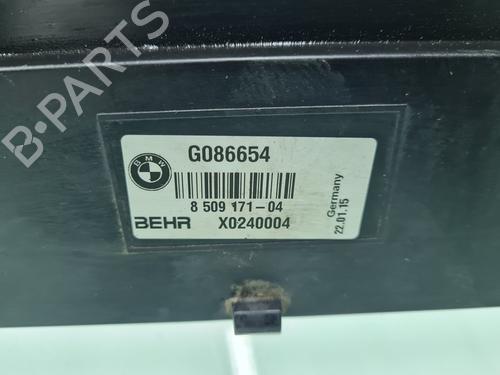 B-PARTS
BMW
G086654
8 509 171-04
BEHR X0240004
Germany
22.01.15